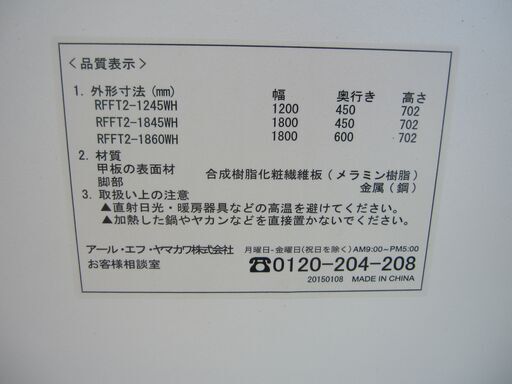 ＜品質表示＞
1. 外形寸法（mm） 幅 奥行き 高さ
RFFT2-1245WH 1200 450 702
RFFT2-1845WH 1800 450 702
RFFT2-1860WH 1800 600 702
2. 材質
甲板の表面材 合成樹脂化粧繊維板（メラミン樹脂）
脚部 金属（鋼）
3. 取扱い上の注意
▲直射日光・暖房器具などの高温を避けてください。
▲加熱した鍋やヤカンなどを直接置かないでください。
アール・エフ・ヤマカワ株式会社 月曜日~金曜日(祝日を除く)AM9:00~PM5:00
お客様相談室 ☎0120-204-208
20150108 MADE IN CHINA